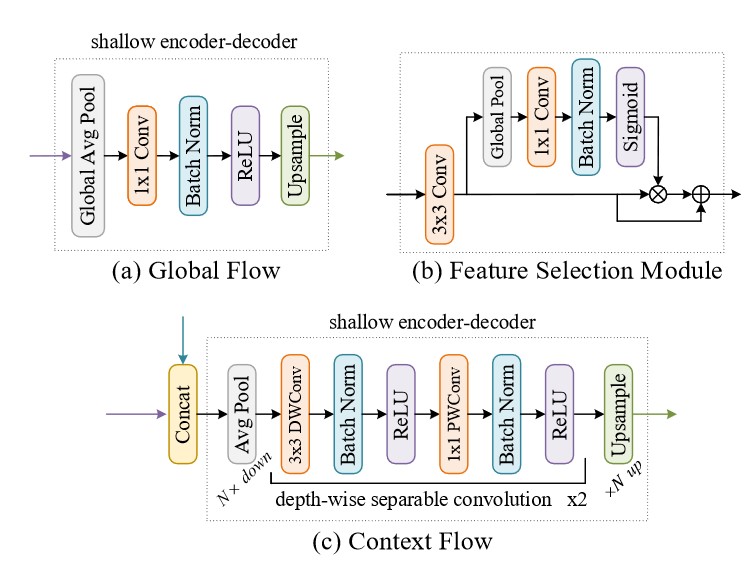 shallow encoder-decoder
Global Avg Pool
1x1 Conv
Batch Norm
ReLU
Upsample
(a) Global Flow
3x3 Conv
Global Pool
1x1 Conv
Batch Norm
Sigmoid
(b) Feature Selection Module
shallow encoder-decoder
Concat
Avg Pool
N× down
3x3 DWConv
Batch Norm
ReLU
1x1 PWConv
Batch Norm
ReLU
Upsample
×N up
depth-wise separable convolution x2
(c) Context Flow